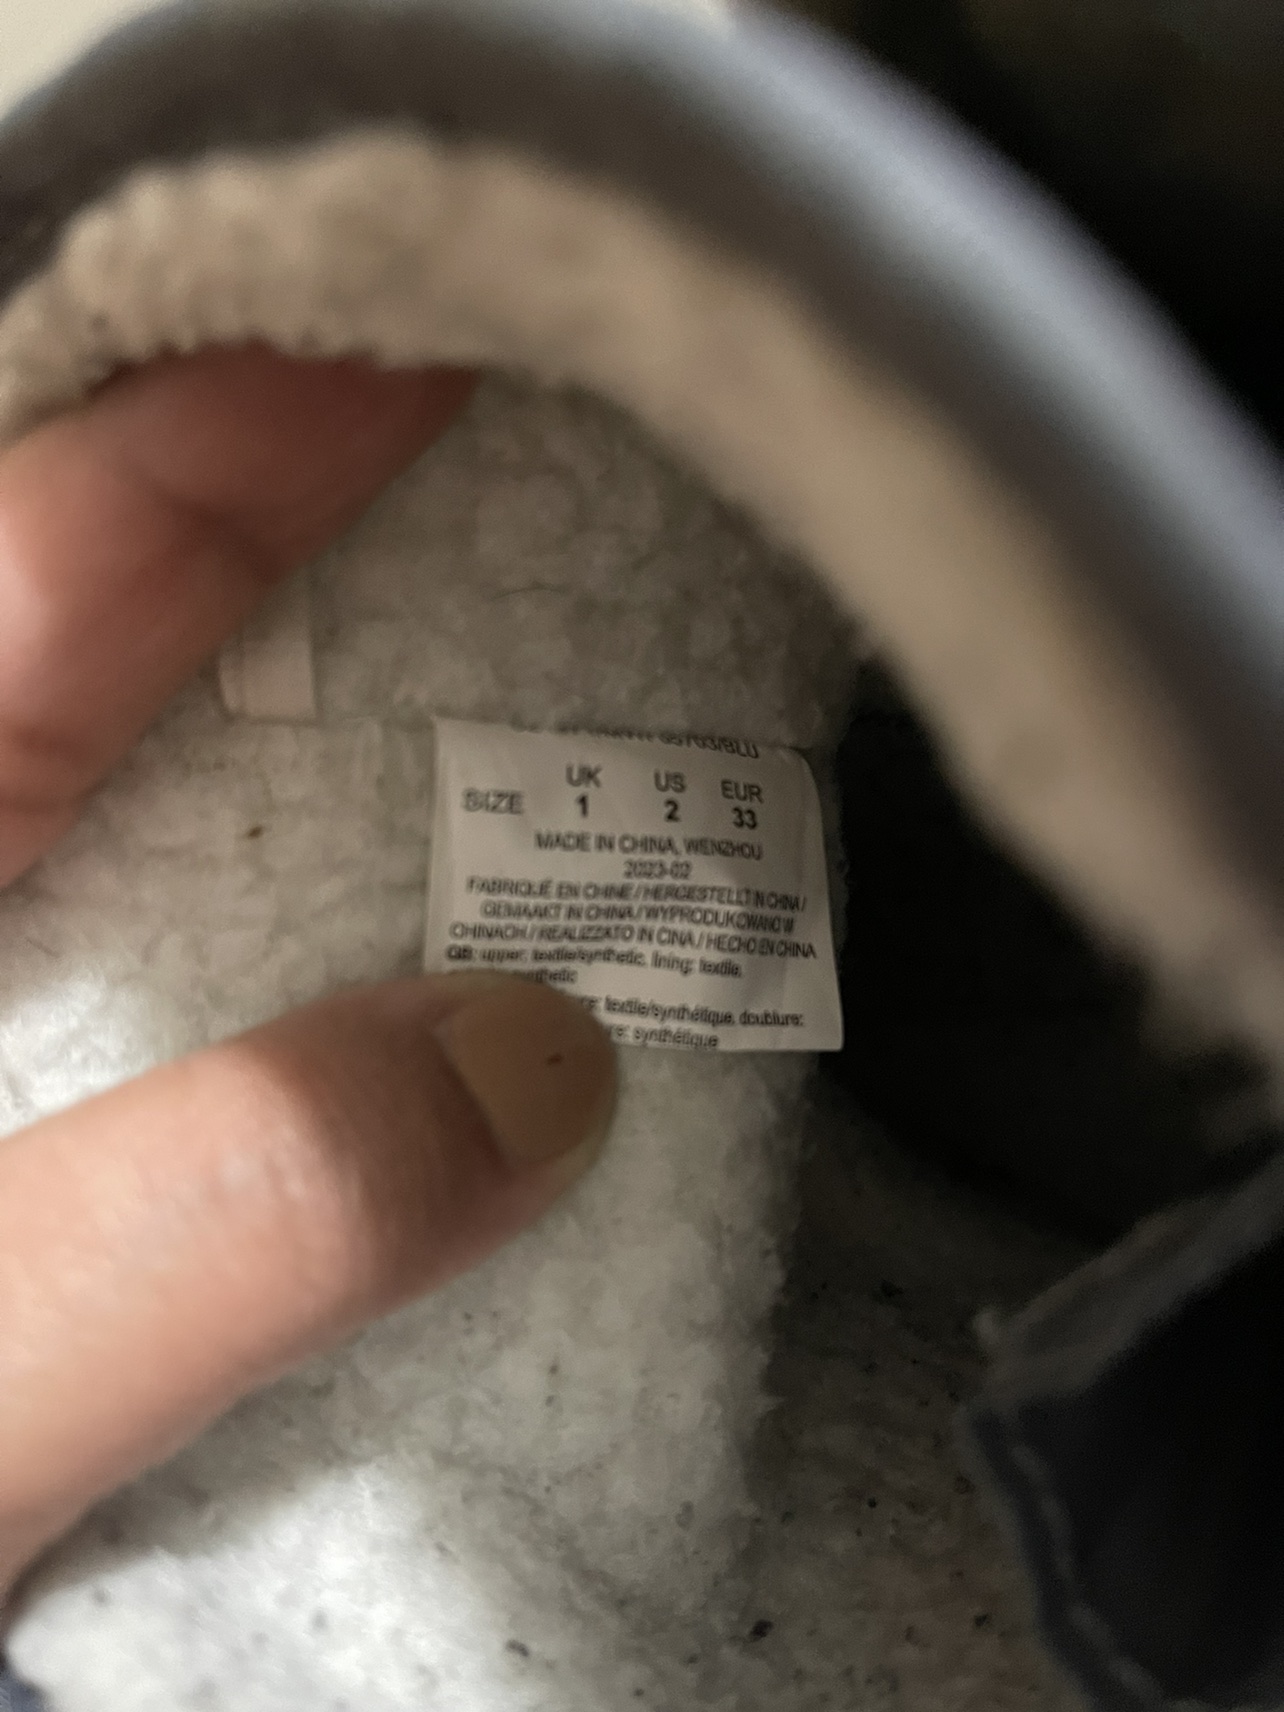 65703/BLU
UK US EUR
SIZE 1 2 33
MADE IN CHINA, WENZHOU
2023-02
FABRIQUÉ EN CHINE / HERGESTELLT IN CHINA /
GEMAAKT IN CHINA / WYPRODUKOWANO W
CHINACH / REALIZZATO IN CINA / HECHO EN CHINA
GB: upper: textile/synthetic, lining: textile,
textile/synthétique, doublure:
synthétique